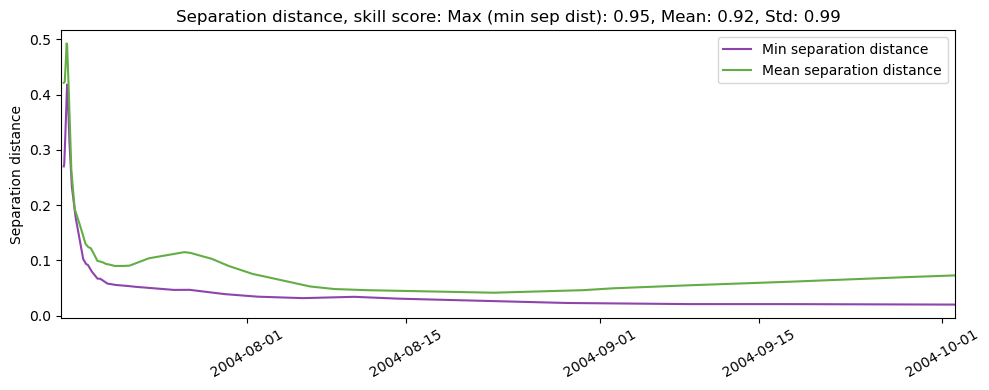 Separation distance, skill score: Max (min sep dist): 0.95, Mean: 0.92, Std: 0.99
Min separation distance
Mean separation distance
Separation distance
0.5
0.4
0.3
0.2
0.1
0.0
2004-08-01
2004-08-15
2004-09-01
2004-09-15
2004-10-01